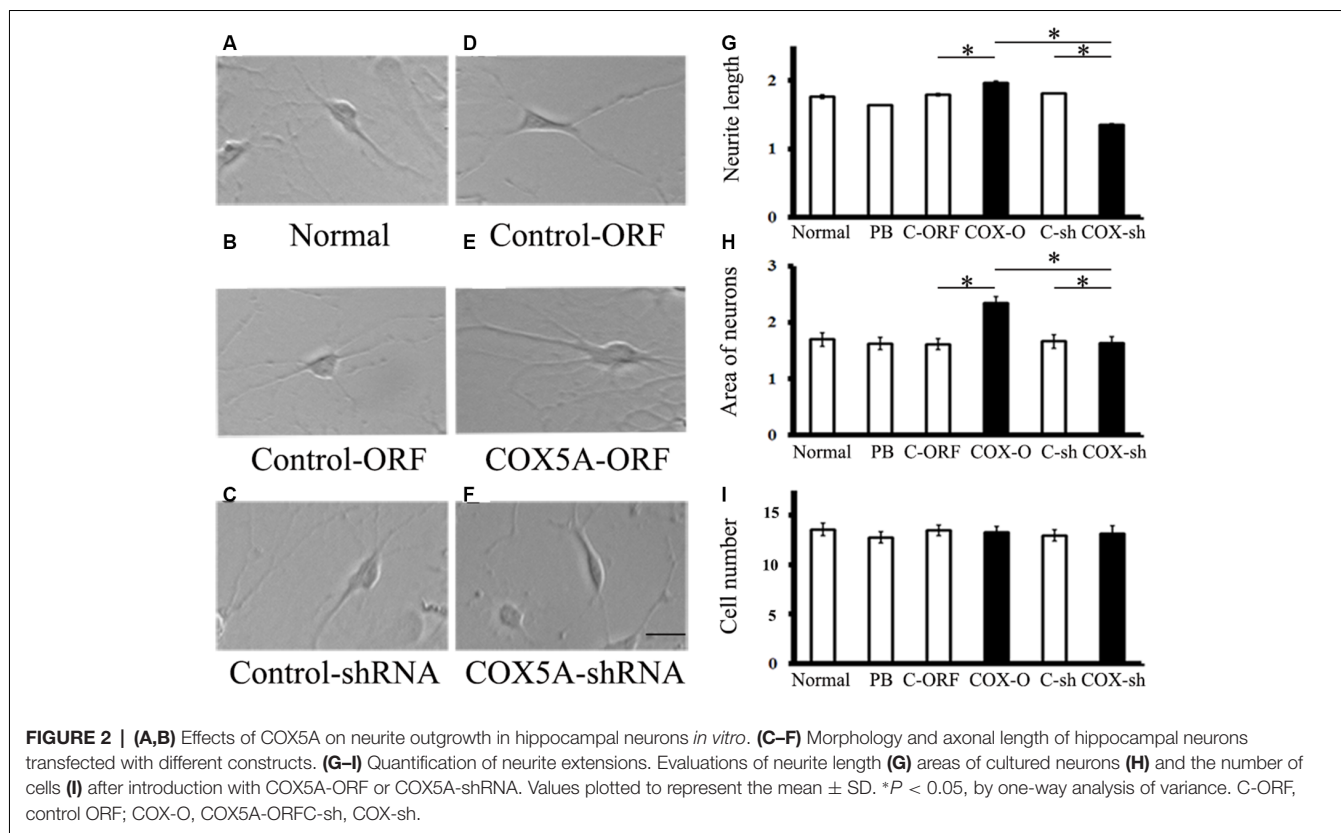 A
Normal
D
Control-ORF
B
Control-ORF
E
COX5A-ORF
C
Control-shRNA
F
COX5A-shRNA
G
* * *
Neurite length
2
1
0
Normal PB C-ORF COX-O C-sh COX-sh
H
* * *
Area of neurons
3
2
1
0
Normal PB C-ORF COX-O C-sh COX-sh
I
Cell number
15
10
5
0
Normal PB C-ORF COX-O C-sh COX-sh
FIGURE 2 | (A,B) Effects of COX5A on neurite outgrowth in hippocampal neurons in vitro. (C–F) Morphology and axonal length of hippocampal neurons
transfected with different constructs. (G–I) Quantification of neurite extensions. Evaluations of neurite length (G) areas of cultured neurons (H) and the number of
cells (I) after introduction with COX5A-ORF or COX5A-shRNA. Values plotted to represent the mean ± SD. *P < 0.05, by one-way analysis of variance. C-ORF,
control ORF; COX-O, COX5A-ORFC-sh, COX-sh.